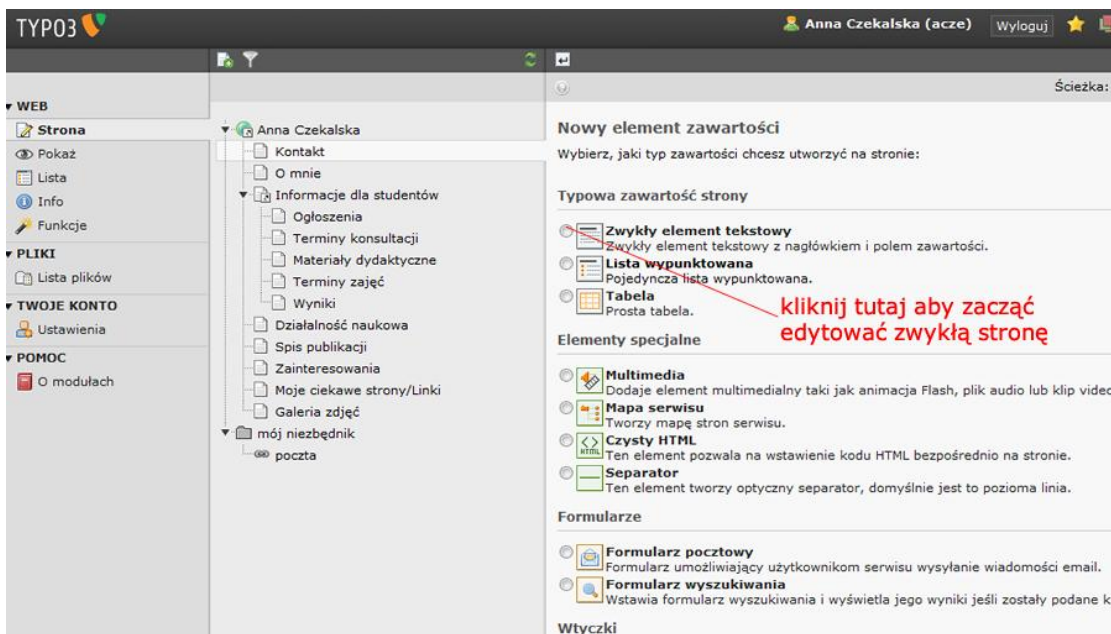 TYPO3
Anna Czekalska (acze)
Wyloguj
Ścieżka:
WEB
Strona
Pokaż
Lista
Info
Funkcje
PLIKI
Lista plików
TWOJE KONTO
Ustawienia
POMOC
O modułach
Anna Czekalska
Kontakt
O mnie
Informacje dla studentów
Ogłoszenia
Terminy konsultacji
Materiały dydaktyczne
Terminy zajęć
Wyniki
Działalność naukowa
Spis publikacji
Zainteresowania
Moje ciekawe strony/Linki
Galeria zdjęć
mój niezbędnik
poczta
Nowy element zawartości
Wybierz, jaki typ zawartości chcesz utworzyć na stronie:
Typowa zawartość strony
Zwykły element tekstowy
Zwykły element tekstowy z nagłówkiem i polem zawartości.
Lista wypunktowana
Pojedyncza lista wypunktowana.
Tabela
Prosta tabela.
kliknij tutaj aby zacząć
edytować zwykłą stronę
Elementy specjalne
Multimedia
Dodaje element multimedialny taki jak animacja Flash, plik audio lub klip video
Mapa serwisu
Tworzy mapę stron serwisu.
HTML
Czysty HTML
Ten element pozwala na wstawienie kodu HTML bezpośrednio na stronie.
Separator
Ten element tworzy optyczny separator, domyślnie jest to pozioma linia.
Formularze
Formularz pocztowy
Formularz umożliwiający użytkownikom serwisu wysyłanie wiadomości email.
Formularz wyszukiwania
Wstawia formularz wyszukiwania i wyświetla jego wyniki jeśli zostały podane k
Wtyczki